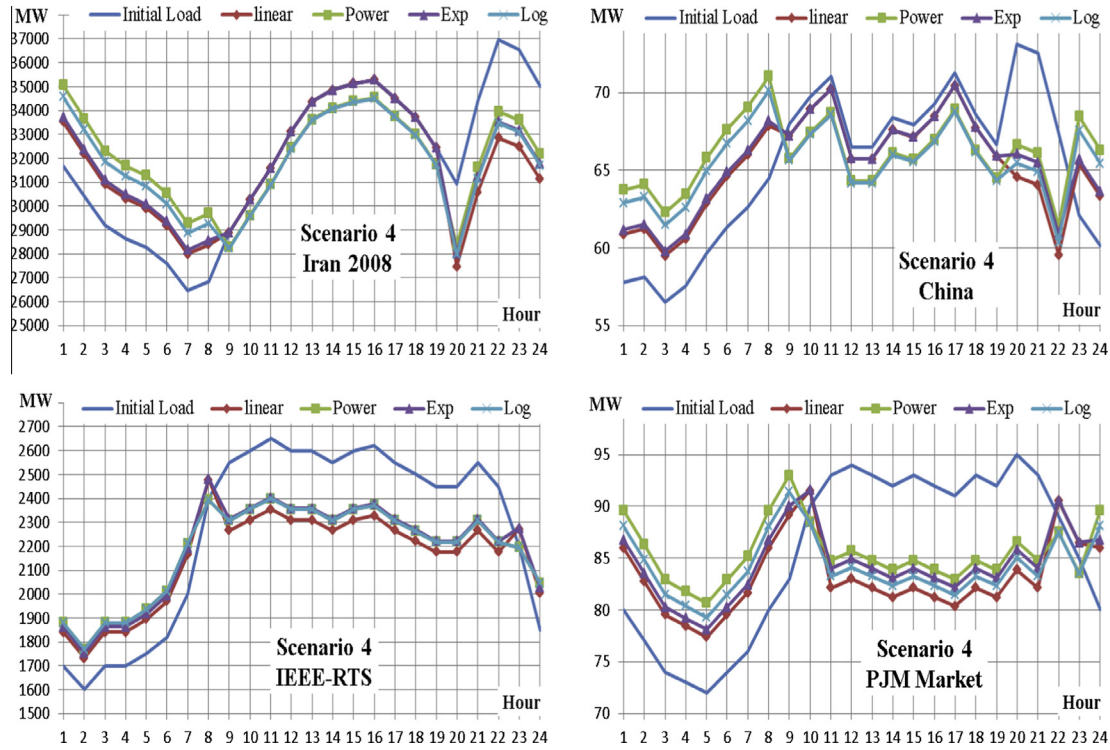 MW Initial Load linear Power Exp Log
37000
36000
35000
34000
33000
32000
31000
30000
29000
28000
27000
26000
25000
Scenario 4
Iran 2008
Hour
1 2 3 4 5 6 7 8 9 10 11 12 13 14 15 16 17 18 19 20 21 22 23 24
MW Initial Load linear Power Exp Log
70
65
60
55
Scenario 4
China
Hour
1 2 3 4 5 6 7 8 9 10 11 12 13 14 15 16 17 18 19 20 21 22 23 24
MW Initial Load linear Power Exp Log
2700
2600
2500
2400
2300
2200
2100
2000
1900
1800
1700
1600
1500
Scenario 4
IEEE-RTS
Hour
1 2 3 4 5 6 7 8 9 10 11 12 13 14 15 16 17 18 19 20 21 22 23 24
MW Initial Load linear Power Exp Log
95
90
85
80
75
70
Scenario 4
PJM Market
Hour
1 2 3 4 5 6 7 8 9 10 11 12 13 14 15 16 17 18 19 20 21 22 23 24